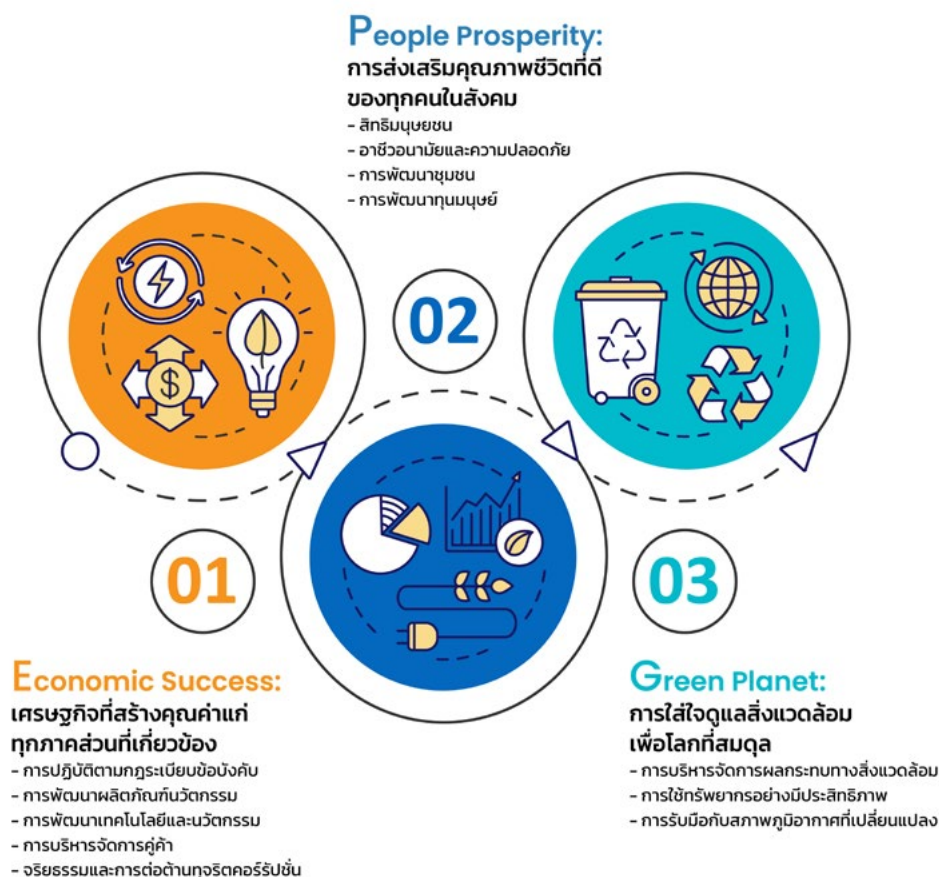 People Prosperity:
การส่งเสริมคุณภาพชีวิตที่ดี
ของทุกคนในสังคม
- สิทธิมนุษยชน
- อาชีวอนามัยและความปลอดภัย
- การพัฒนาชุมชน
- การพัฒนาทุนมนุษย์
$
02
01
03
Economic Success:
เศรษฐกิจที่สร้างคุณค่าแก่
ทุกภาคส่วนที่เกี่ยวข้อง
- การปฏิบัติตามกฎระเบียบข้อบังคับ
- การพัฒนาผลิตภัณฑ์นวัตกรรม
- การพัฒนาเทคโนโลยีและนวัตกรรม
- การบริหารจัดการคู่ค้า
- จริยธรรมและการต่อต้านทุจริตคอร์รัปชั่น
Green Planet:
การใส่ใจดูแลสิ่งแวดล้อม
เพื่อโลกที่สมดุล
- การบริหารจัดการผลกระทบทางสิ่งแวดล้อม
- การใช้ทรัพยากรอย่างมีประสิทธิภาพ
- การรับมือกับสภาพภูมิอากาศที่เปลี่ยนแปลง